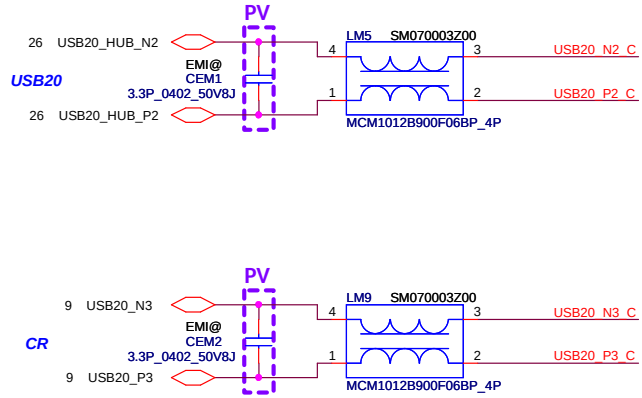 PV
LM5 SM070003Z00
26 USB20_HUB_N2 4 3 USB20_N2_C
EMI@
USB20 CEM1
3.3P_0402_50V8J 1 2 USB20_P2_C
26 USB20_HUB_P2
MCM1012B900F06BP_4P
PV
LM9 SM070003Z00
9 USB20_N3 4 3 USB20_N3_C
EMI@
CR CEM2
3.3P_0402_50V8J 1 2 USB20_P3_C
9 USB20_P3
MCM1012B900F06BP_4P